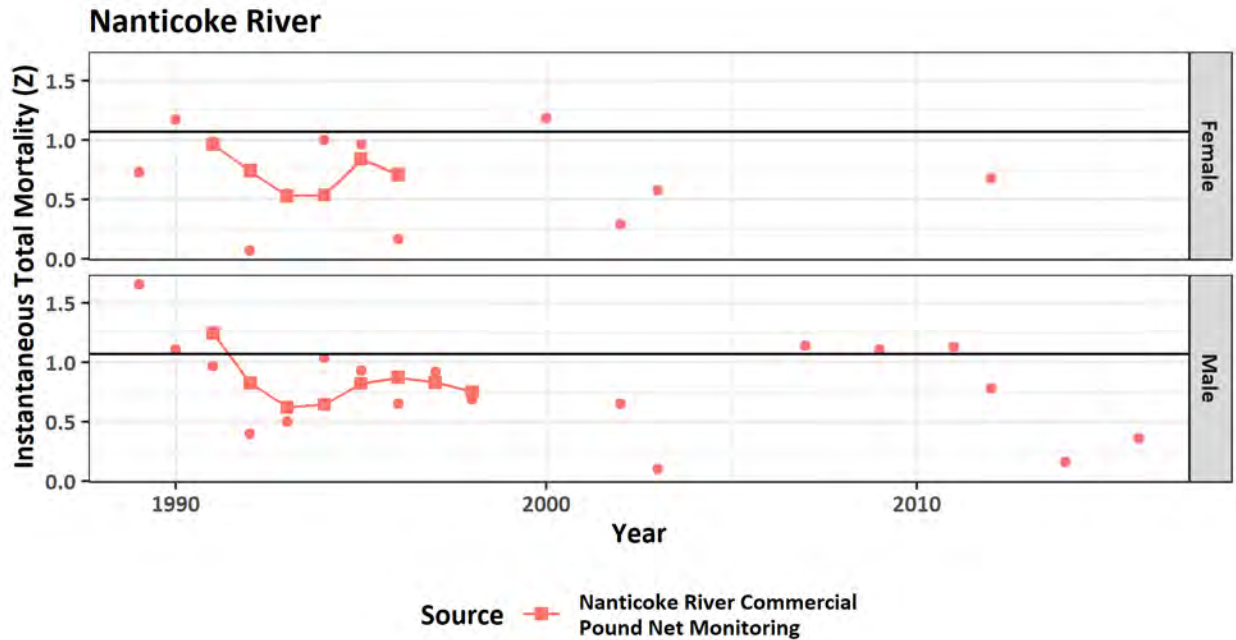 Nanticoke River
Instantaneous Total Mortality (Z)
1.5
1.0
0.5
0.0
Female
1.5
1.0
0.5
0.0
Male
1990
2000
2010
Year
Source
Nanticoke River Commercial
Pound Net Monitoring